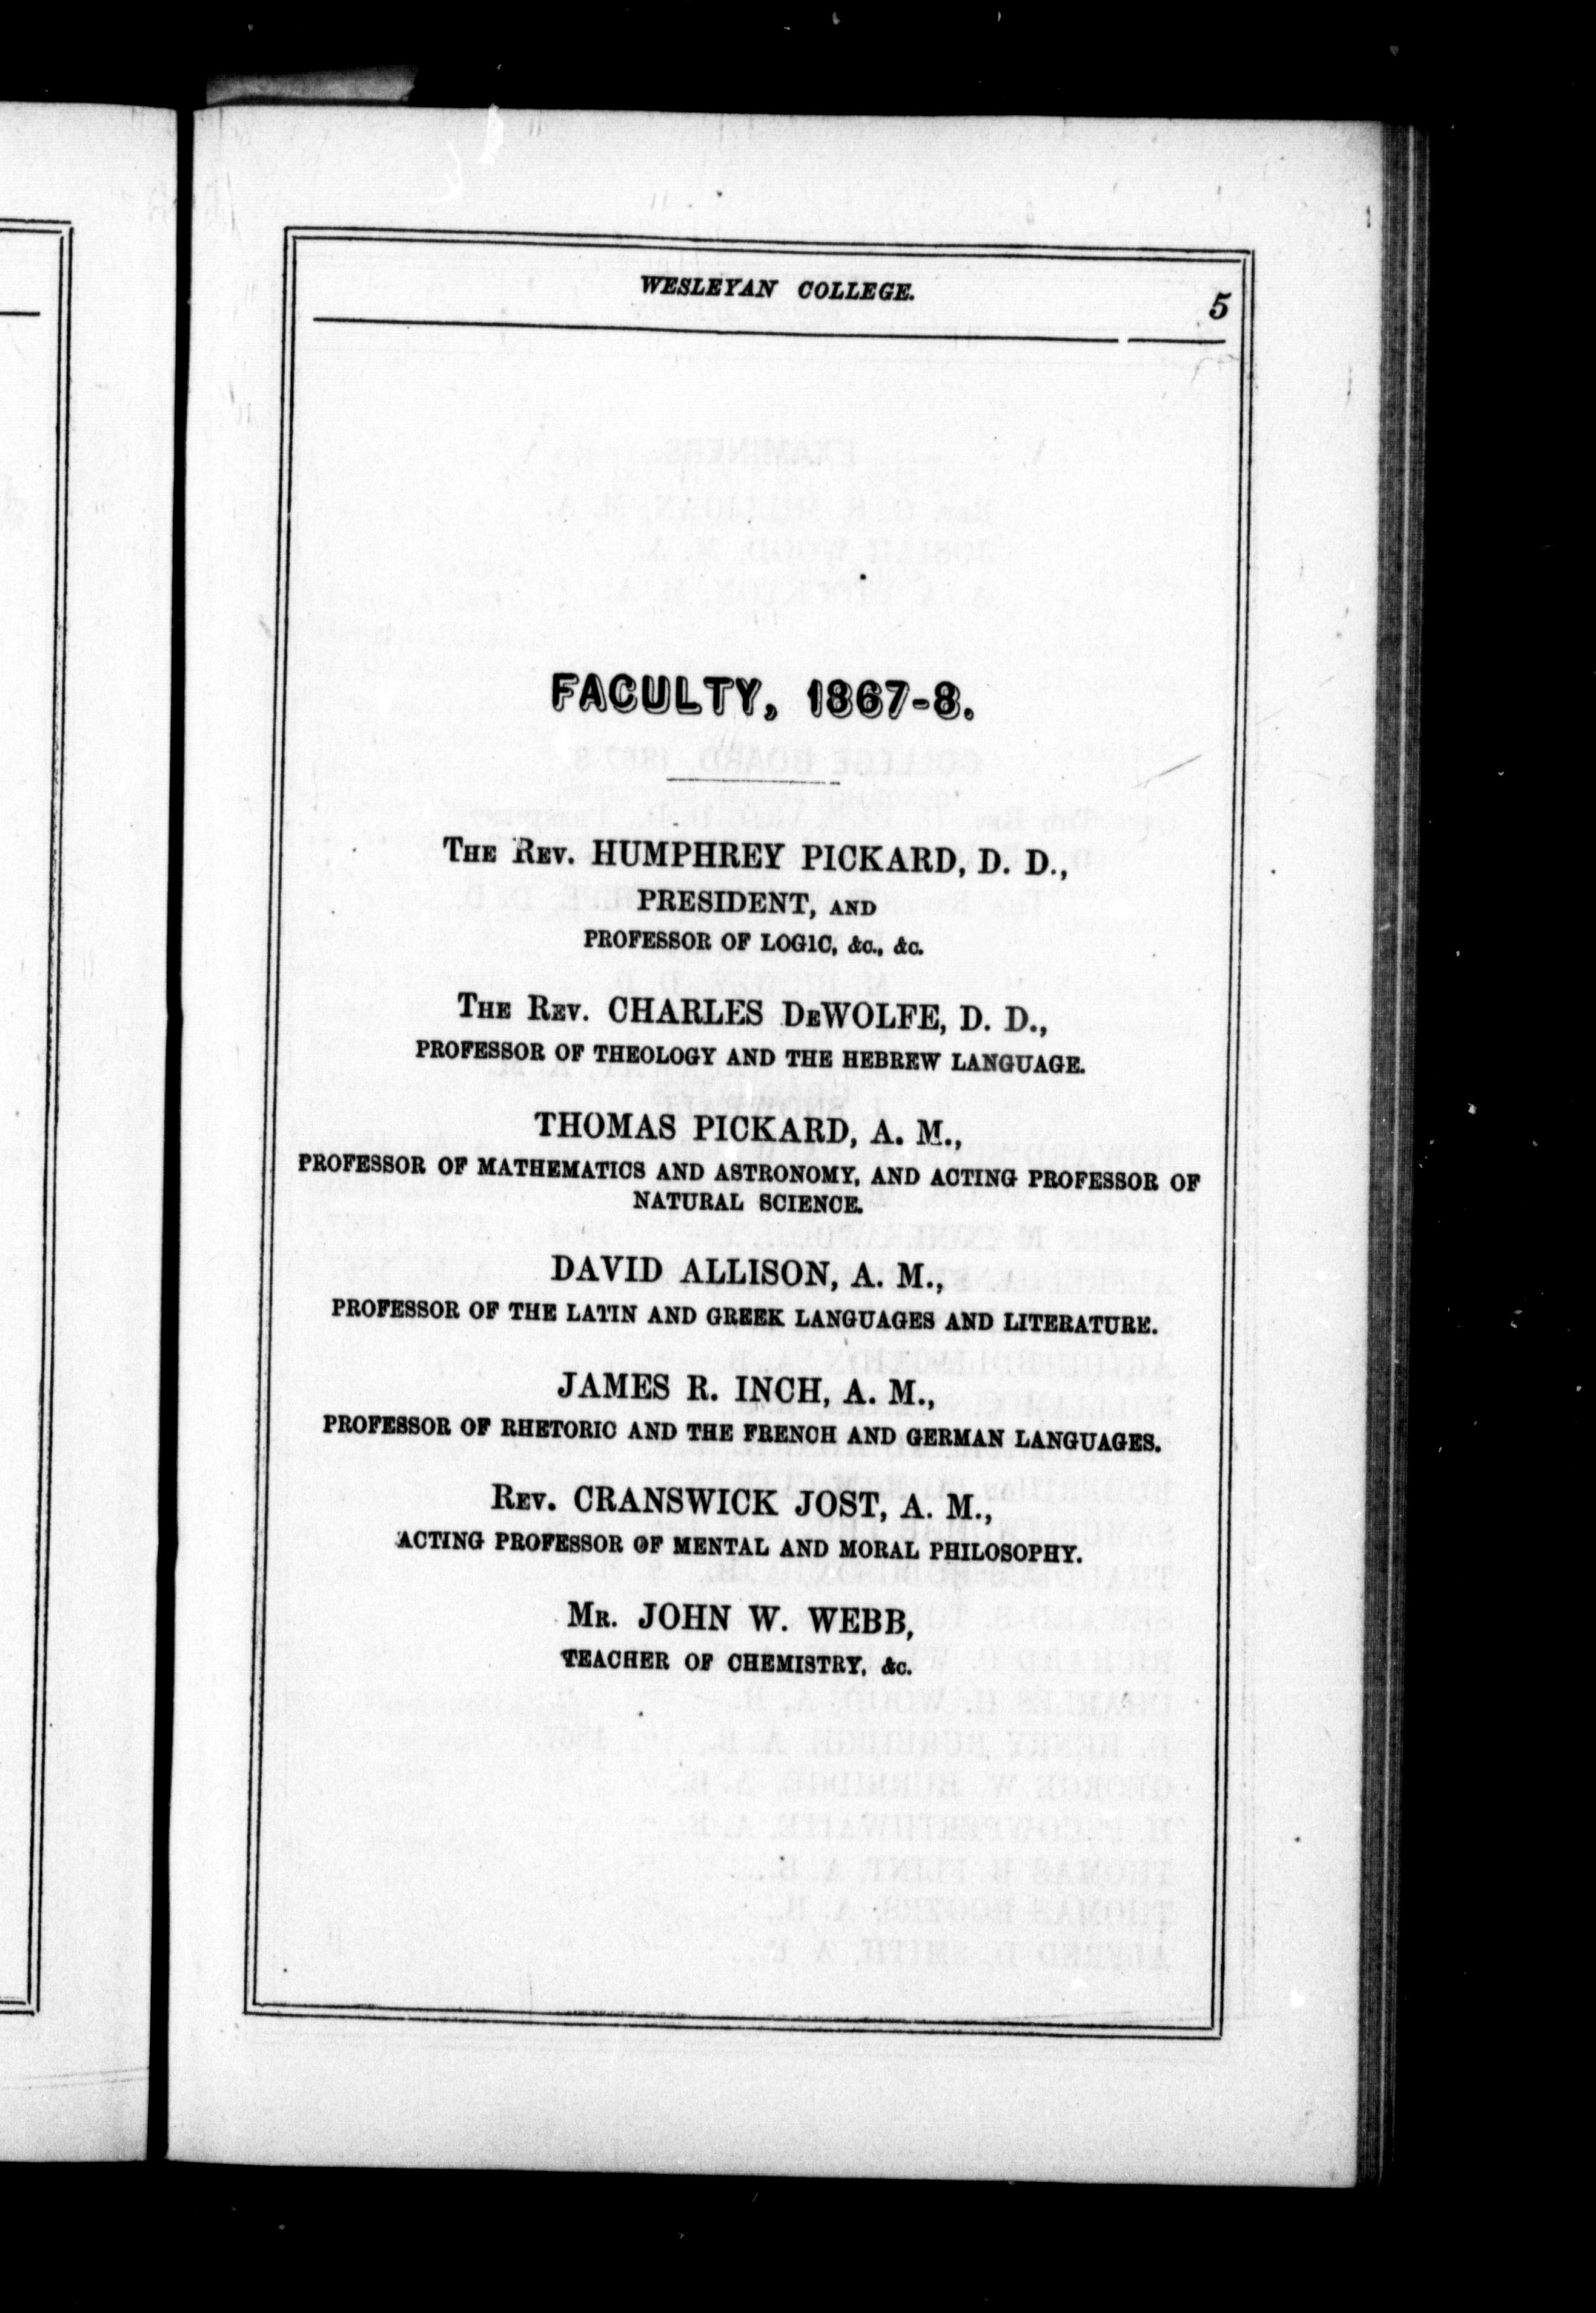 WESLEYAN COLLEGE.
5
FACULTY, 1867-8.
THE REV. HUMPHREY PICKARD, D. D.,
PRESIDENT, AND
PROFESSOR OF LOGIC, &c., &c.
THE REV. CHARLES DEWOLFE, D. D.,
PROFESSOR OF THEOLOGY AND THE HEBREW LANGUAGE.
THOMAS PICKARD, A. M.,
PROFESSOR OF MATHEMATICS AND ASTRONOMY, AND ACTING PROFESSOR OF
NATURAL SCIENCE.
DAVID ALLISON, A. M.,
PROFESSOR OF THE LATIN AND GREEK LANGUAGES AND LITERATURE.
JAMES R. INCH, A. M.,
PROFESSOR OF RHETORIC AND THE FRENCH AND GERMAN LANGUAGES.
REV. CRANSWICK JOST, A. M.,
ACTING PROFESSOR OF MENTAL AND MORAL PHILOSOPHY.
MR. JOHN W. WEBB,
TEACHER OF CHEMISTRY, &c.